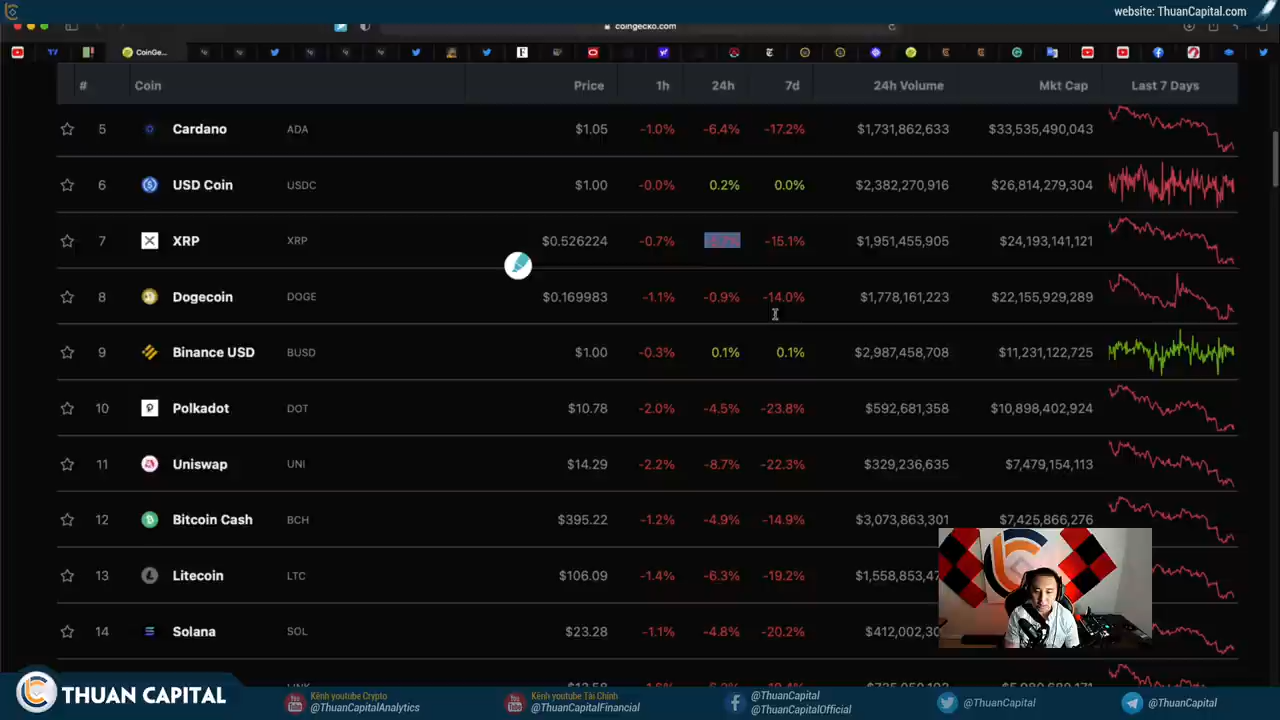 website: ThuanCapital.com
coingecko.com
CoinGe...
# Coin Price 1h 24h 7d 24h Volume Mkt Cap Last 7 Days
5 Cardano ADA $1.05 -1.0% -6.4% -17.2% $1,731,862,633 $33,535,490,043
6 USD Coin USDC $1.00 -0.0% 0.2% 0.0% $2,382,270,916 $26,814,279,304
7 XRP XRP $0.526224 -0.7% -15.1% $1,951,455,905 $24,193,141,121
8 Dogecoin DOGE $0.169983 -1.1% -0.9% -14.0% $1,778,161,223 $22,155,929,289
9 Binance USD BUSD $1.00 -0.3% 0.1% 0.1% $2,987,458,708 $11,231,122,725
10 Polkadot DOT $10.78 -2.0% -4.5% -23.8% $592,681,358 $10,898,402,924
11 Uniswap UNI $14.29 -2.2% -8.7% -22.3% $329,236,635 $7,479,154,113
12 Bitcoin Cash BCH $395.22 -1.2% -4.9% -14.9% $3,073,863,301 $7,425,866,276
13 Litecoin LTC $106.09 -1.4% -6.3% -19.2%
14 Solana SOL $23.28 -1.1% -4.8% -20.2%
THUAN CAPITAL
Kênh youtube Crypto
@ThuanCapitalAnalytics
Kênh youtube Tài Chính
@ThuanCapitalFinancial
@ThuanCapital
@ThuanCapitalOfficial
@ThuanCapital
@ThuanCapital